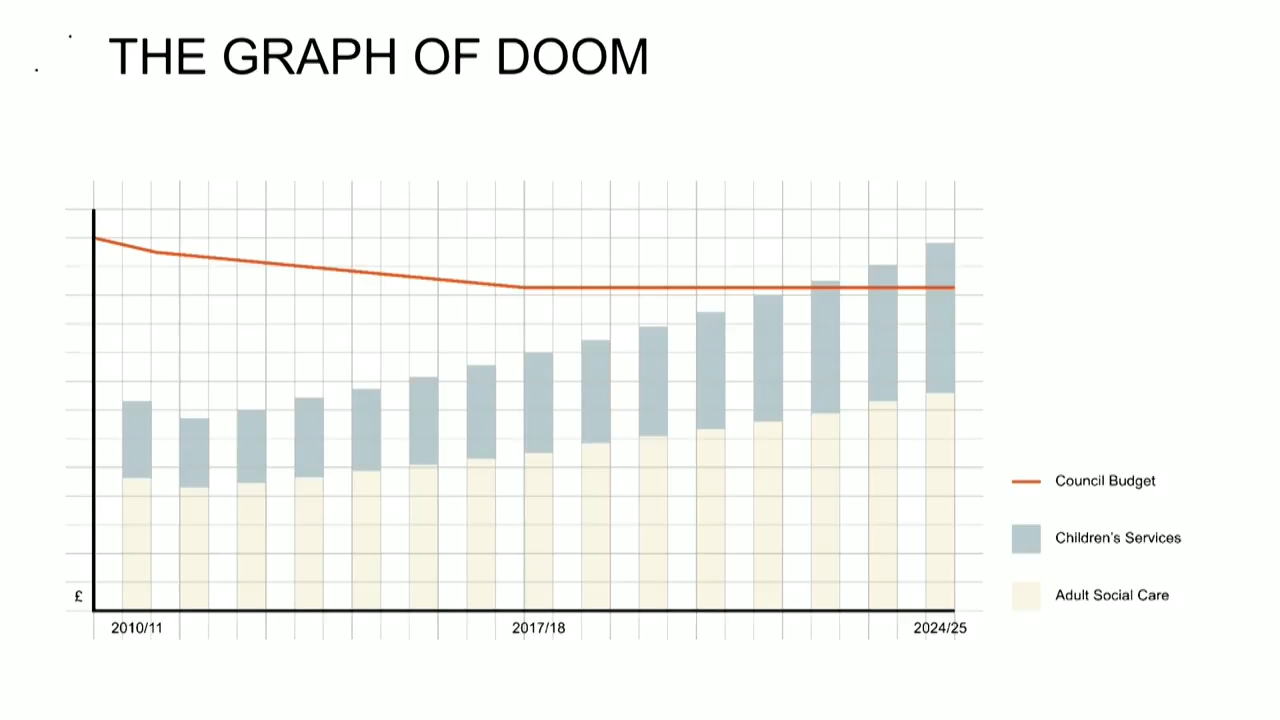 THE GRAPH OF DOOM
Council Budget
Children's Services
£
Adult Social Care
2010/11
2017/18
2024/25